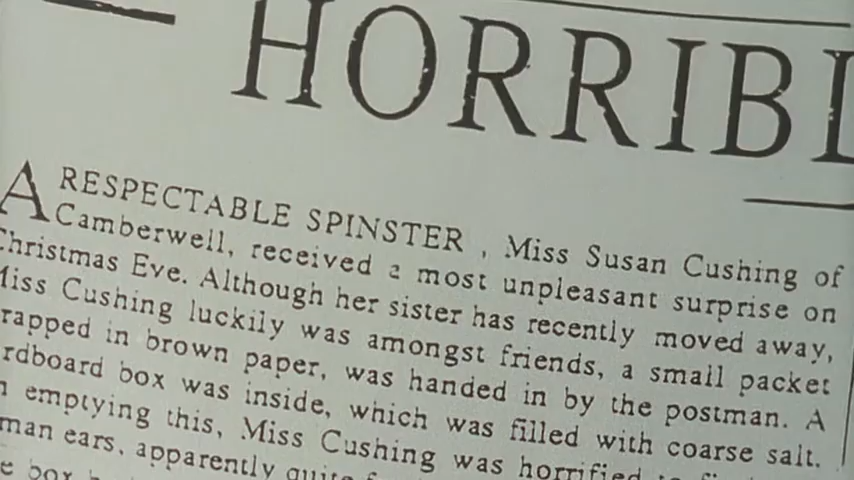 HORRIBL
A RESPECTABLE SPINSTER , Miss Susan Cushing of
Camberwell, received a most unpleasant surprise on
Christmas Eve. Although her sister has recently moved away,
Miss Cushing luckily was amongst friends, a small packet
rapped in brown paper, was handed in by the postman. A
rdboard box was inside, which was filled with coarse salt.
n emptying this, Miss Cushing was horrified to
man ears, apparently quite
e box